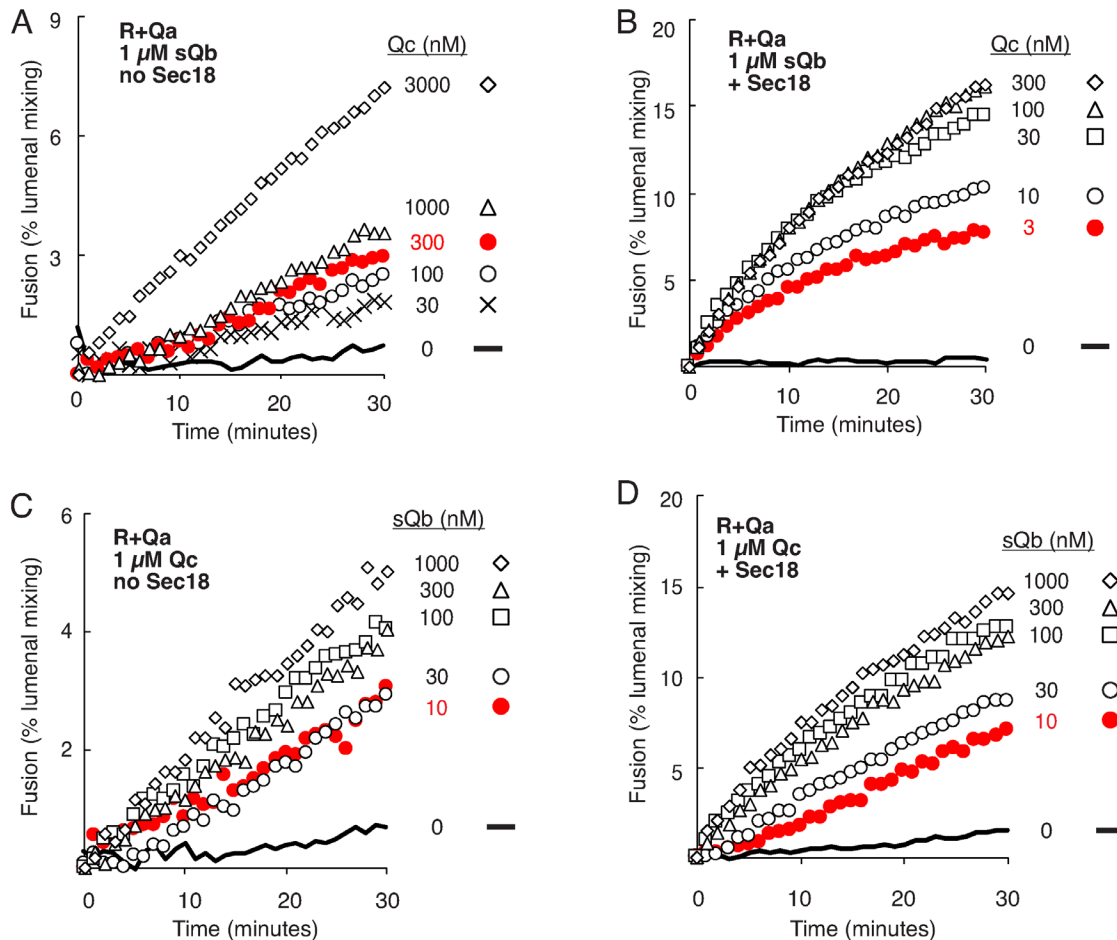 A
R+Qa
1 µM sQb
no Sec18
Qc (nM)
3000
1000
300
100
30
0
Fusion (% lumenal mixing)
9
6
3
0
10
20
30
Time (minutes)
B
R+Qa
1 µM sQb
+ Sec18
Qc (nM)
300
100
30
10
3
0
Fusion (% lumenal mixing)
20
15
10
5
0
10
20
30
Time (minutes)
C
R+Qa
1 µM Qc
no Sec18
sQb (nM)
1000
300
100
30
10
0
Fusion (% lumenal mixing)
6
4
2
0
10
20
30
Time (minutes)
D
R+Qa
1 µM Qc
+ Sec18
sQb (nM)
1000
300
100
30
10
0
Fusion (% lumenal mixing)
20
15
10
5
0
10
20
30
Time (minutes)